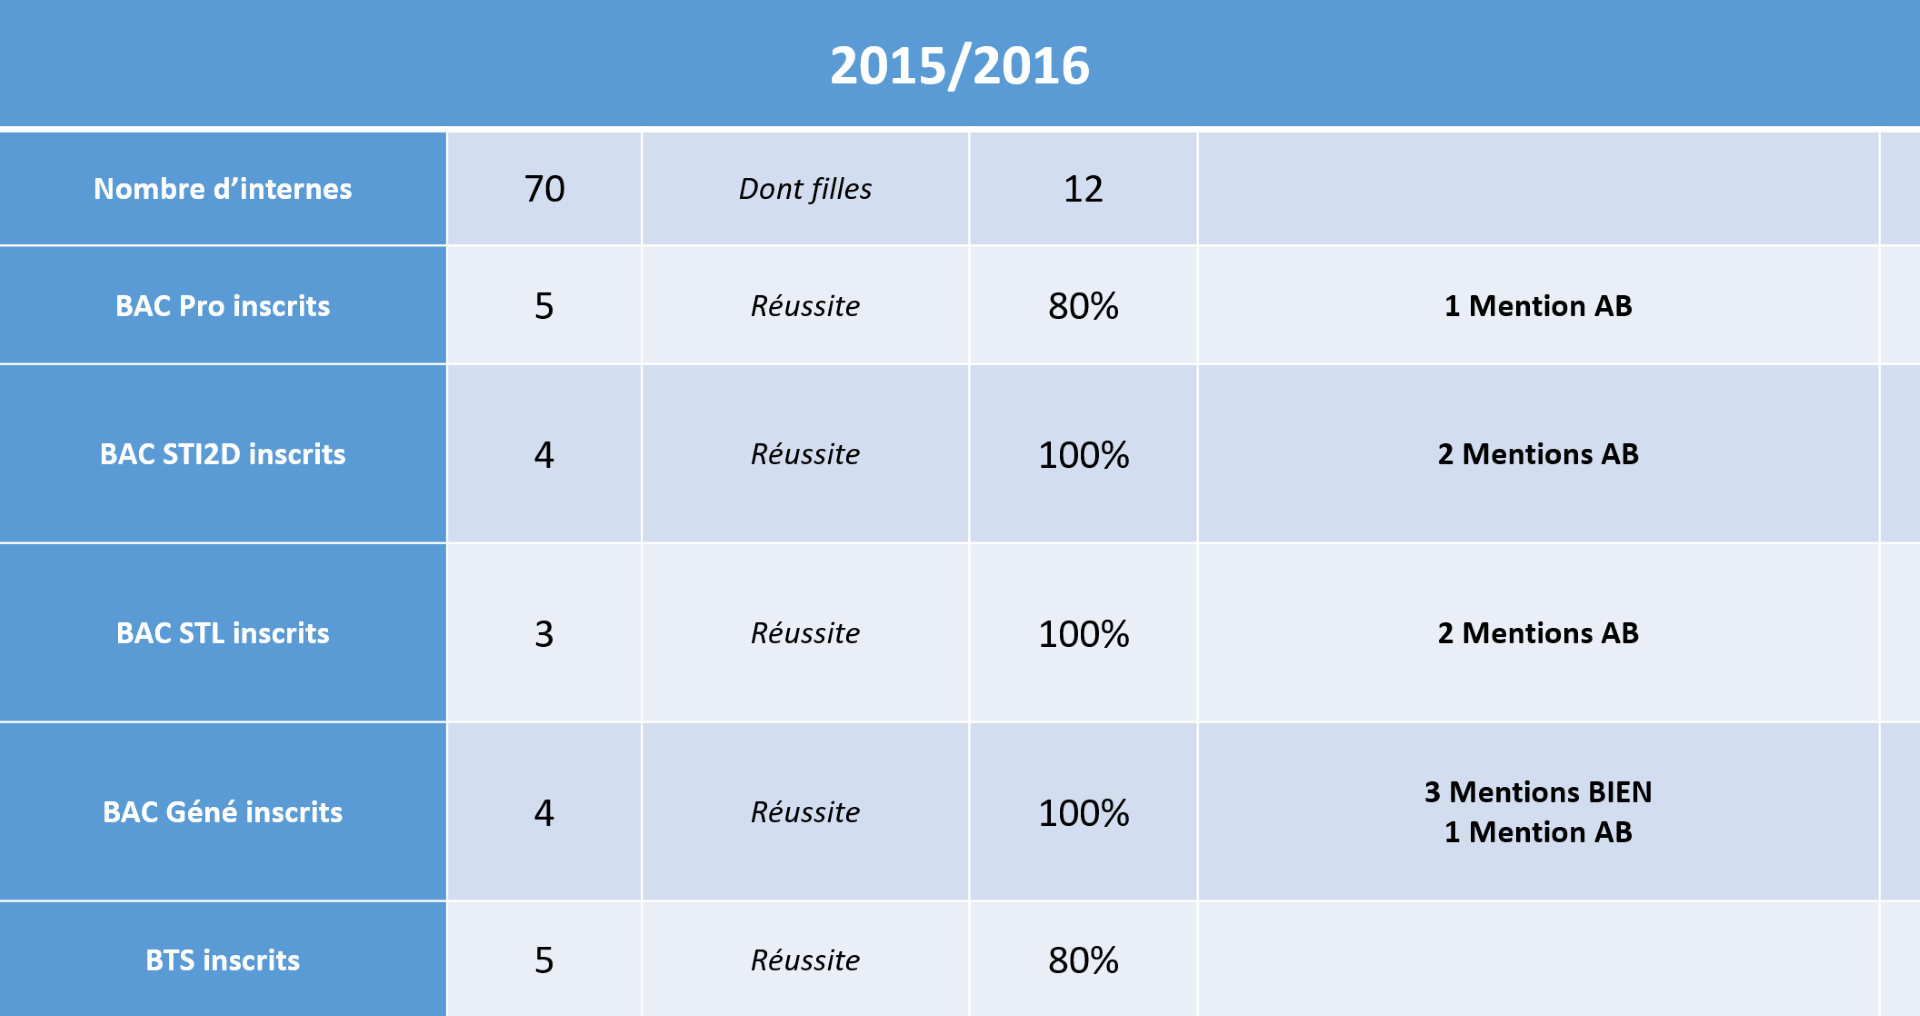 2015/2016
Nombre d’internes 70 Dont filles 12
BAC Pro inscrits 5 Réussite 80% 1 Mention AB
BAC STI2D inscrits 4 Réussite 100% 2 Mentions AB
BAC STL inscrits 3 Réussite 100% 2 Mentions AB
BAC Géné inscrits 4 Réussite 100% 3 Mentions BIEN
1 Mention AB
BTS inscrits 5 Réussite 80%